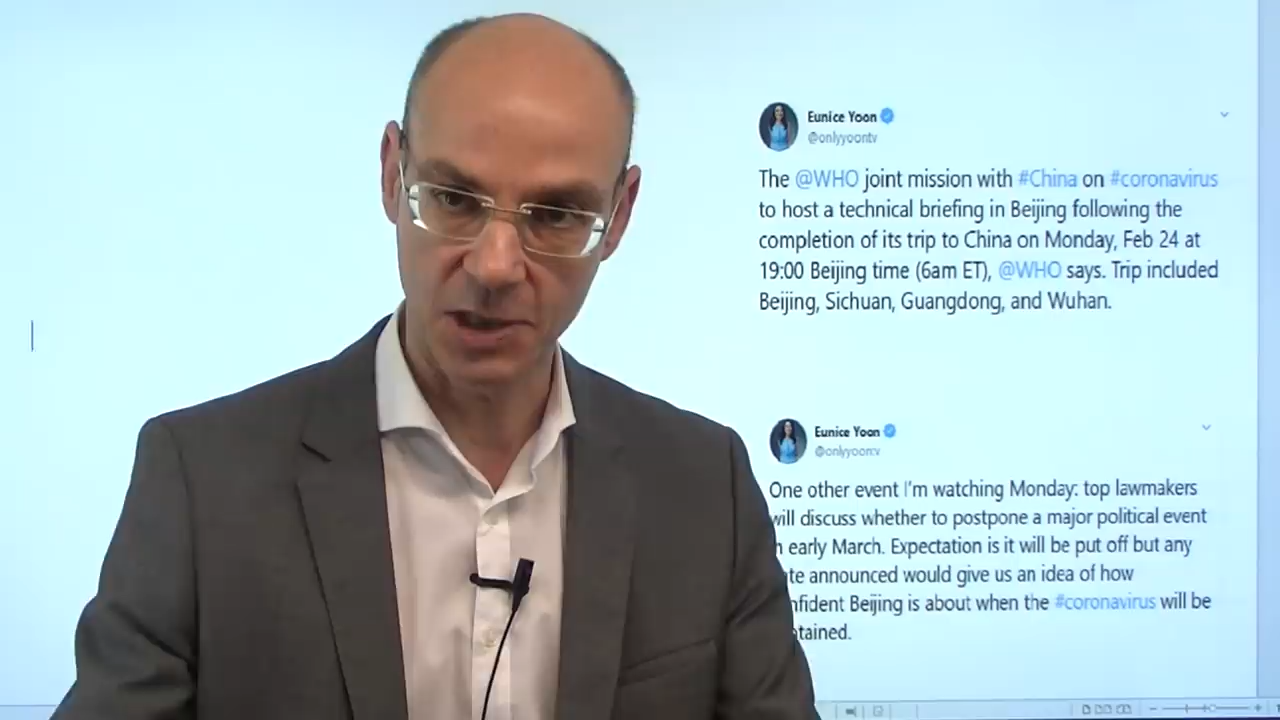 Eunice Yoon
@onlyyoontv
The @WHO joint mission with #China on #coronavirus
to host a technical briefing in Beijing following the
completion of its trip to China on Monday, Feb 24 at
19:00 Beijing time (6am ET), @WHO says. Trip included
Beijing, Sichuan, Guangdong, and Wuhan.
Eunice Yoon
@onlyyoontv
One other event I'm watching Monday: top lawmakers
will discuss whether to postpone a major political event
early March. Expectation is it will be put off but any
announced would give us an idea of how
Beijing is about when the #coronavirus will be